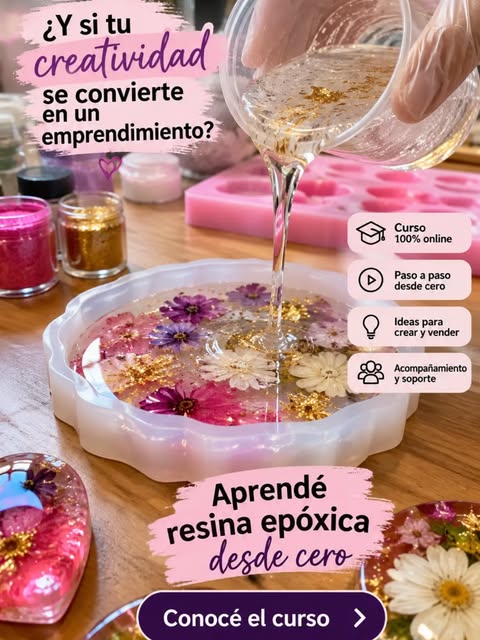 ¿Y si tu
creatividad
se convierte
en un
emprendimiento?
Curso
100% online
Paso a paso
desde cero
Ideas para
crear y vender
Acompañamiento
y soporte
Aprendé
resina epóxica
desde cero
Conocé el curso